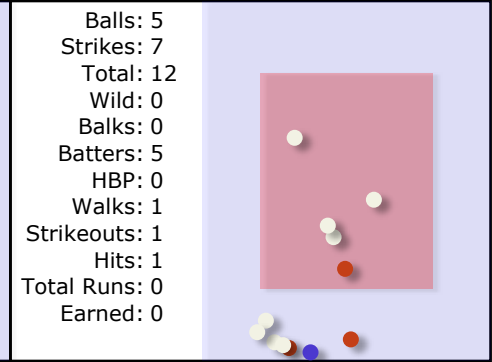 Balls: 5
Strikes: 7
Total: 12
Wild: 0
Balks: 0
Batters: 5
HBP: 0
Walks: 1
Strikeouts: 1
Hits: 1
Total Runs: 0
Earned: 0